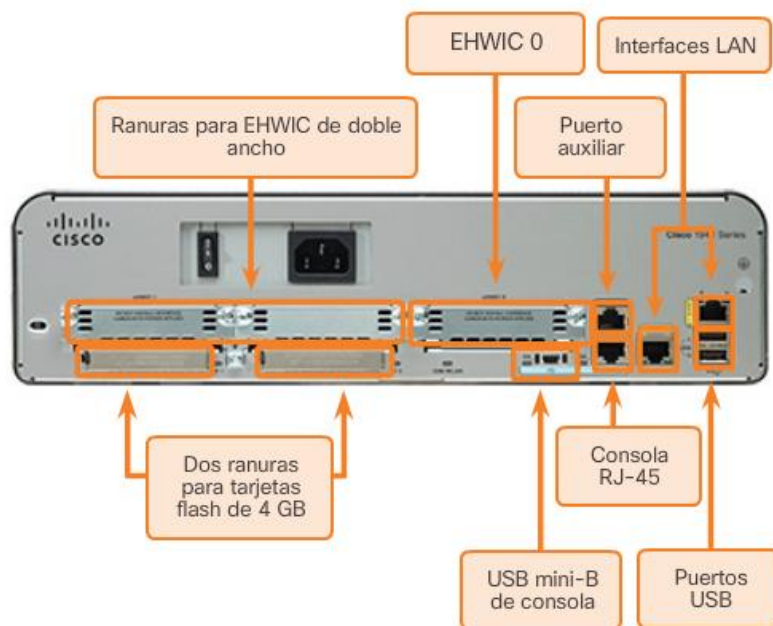 EHWIC 0
Interfaces LAN
Ranuras para EHWIC de doble
ancho
Puerto
auxiliar
CISCO
Cisco 1941 Series
Dos ranuras
para tarjetas
flash de 4 GB
Consola
RJ-45
USB mini-B
de consola
Puertos
USB